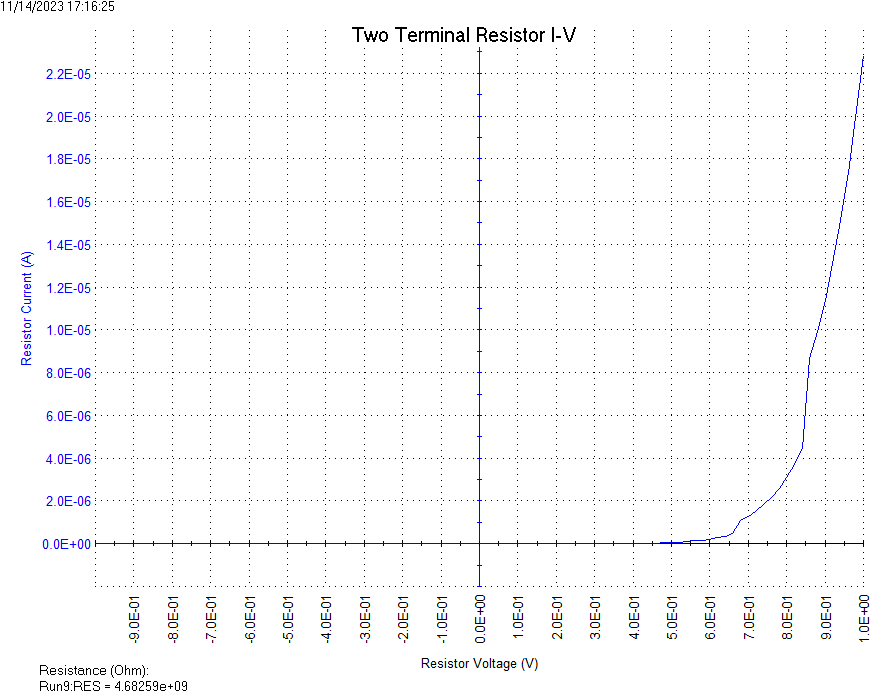 11/14/2023 17:16:25
Two Terminal Resistor I-V
2.2E-05
2.0E-05
1.8E-05
1.6E-05
1.4E-05
1.2E-05
1.0E-05
8.0E-06
6.0E-06
4.0E-06
2.0E-06
0.0E+00
Resistor Current (A)
-9.0E-01
-8.0E-01
-7.0E-01
-6.0E-01
-5.0E-01
-4.0E-01
-3.0E-01
-2.0E-01
-1.0E-01
0.0E+00
1.0E-01
2.0E-01
3.0E-01
4.0E-01
5.0E-01
6.0E-01
7.0E-01
8.0E-01
9.0E-01
1.0E+00
Resistor Voltage (V)
Resistance (Ohm):
Run9:RES = 4.68259e+09